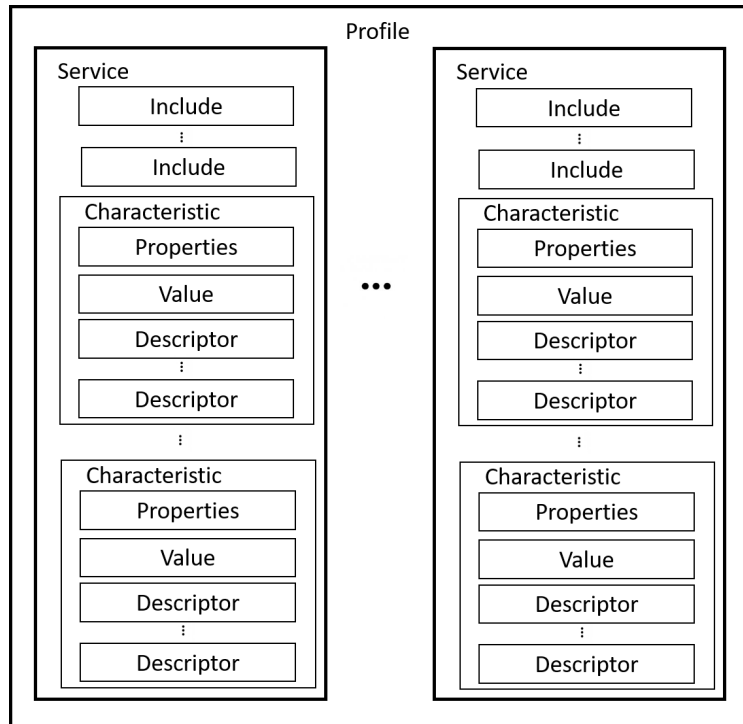 Profile
Service
Include
⋮
Include
Characteristic
Properties
Value
Descriptor
⋮
Descriptor
⋮
Characteristic
Properties
Value
Descriptor
⋮
Descriptor
...
Service
Include
⋮
Include
Characteristic
Properties
Value
Descriptor
⋮
Descriptor
⋮
Characteristic
Properties
Value
Descriptor
⋮
Descriptor